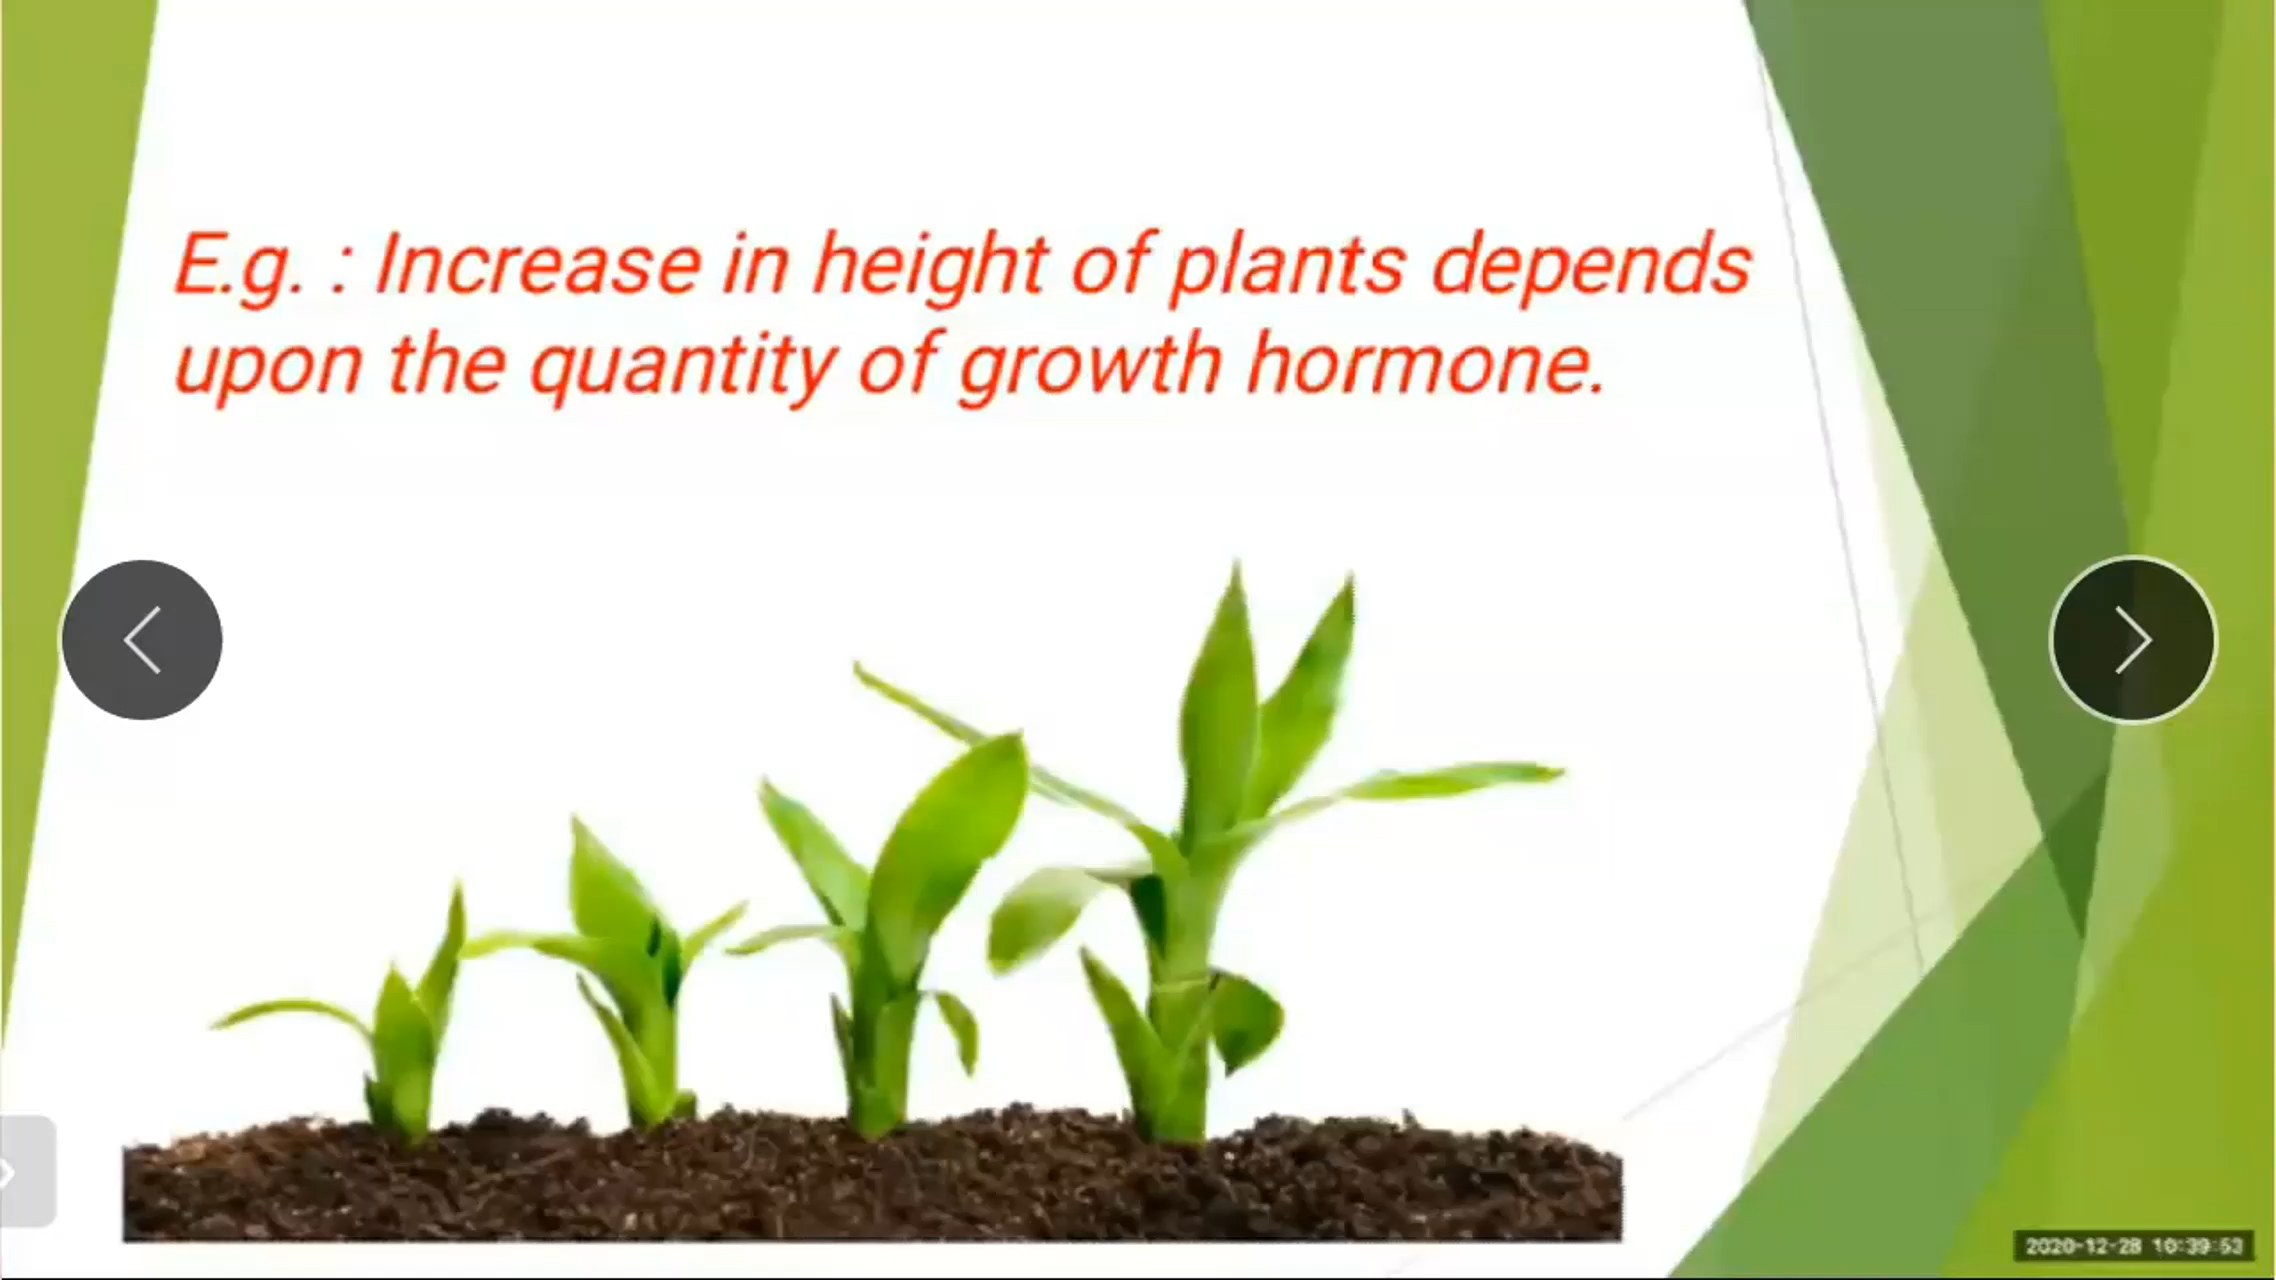 E.g. : Increase in height of plants depends
upon the quantity of growth hormone.
2020-12-28 10:39:53